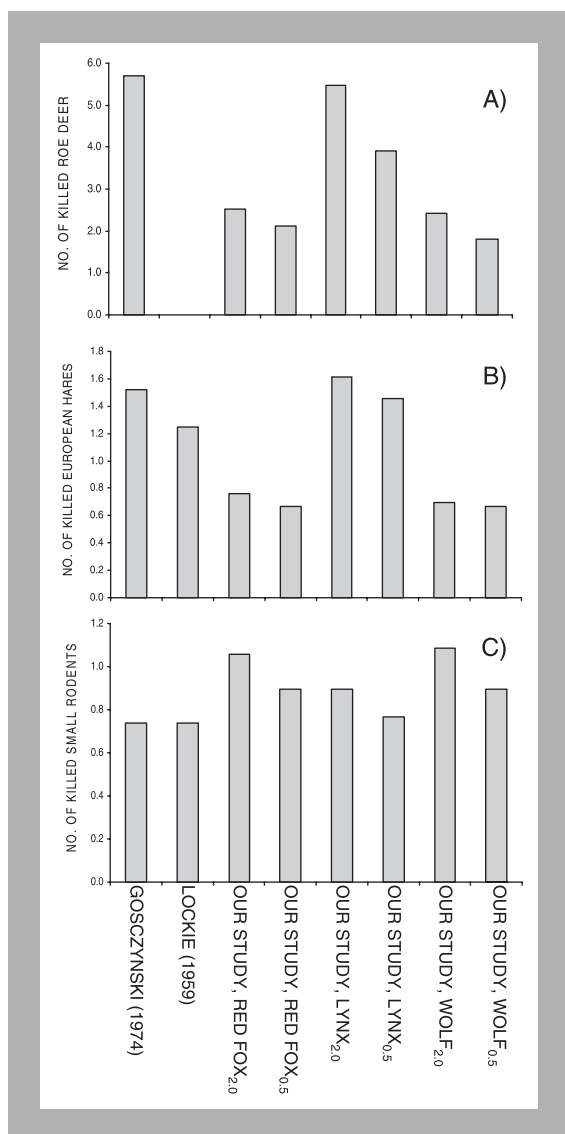 A)
NO. OF KILLED ROE DEER
6.0
5.0
4.0
3.0
2.0
1.0
0.0
B)
NO. OF KILLED EUROPEAN HARES
1.8
1.6
1.4
1.2
1.0
0.8
0.6
0.4
0.2
0.0
C)
NO. OF KILLED SMALL RODENTS
1.2
1.0
0.8
0.6
0.4
0.2
0.0
GOSCZYNSKI (1974)
LOCKIE (1959)
OUR STUDY, RED FOX2.0
OUR STUDY, RED FOX0.5
OUR STUDY, LYNX2.0
OUR STUDY, LYNX0.5
OUR STUDY, WOLF2.0
OUR STUDY, WOLF0.5